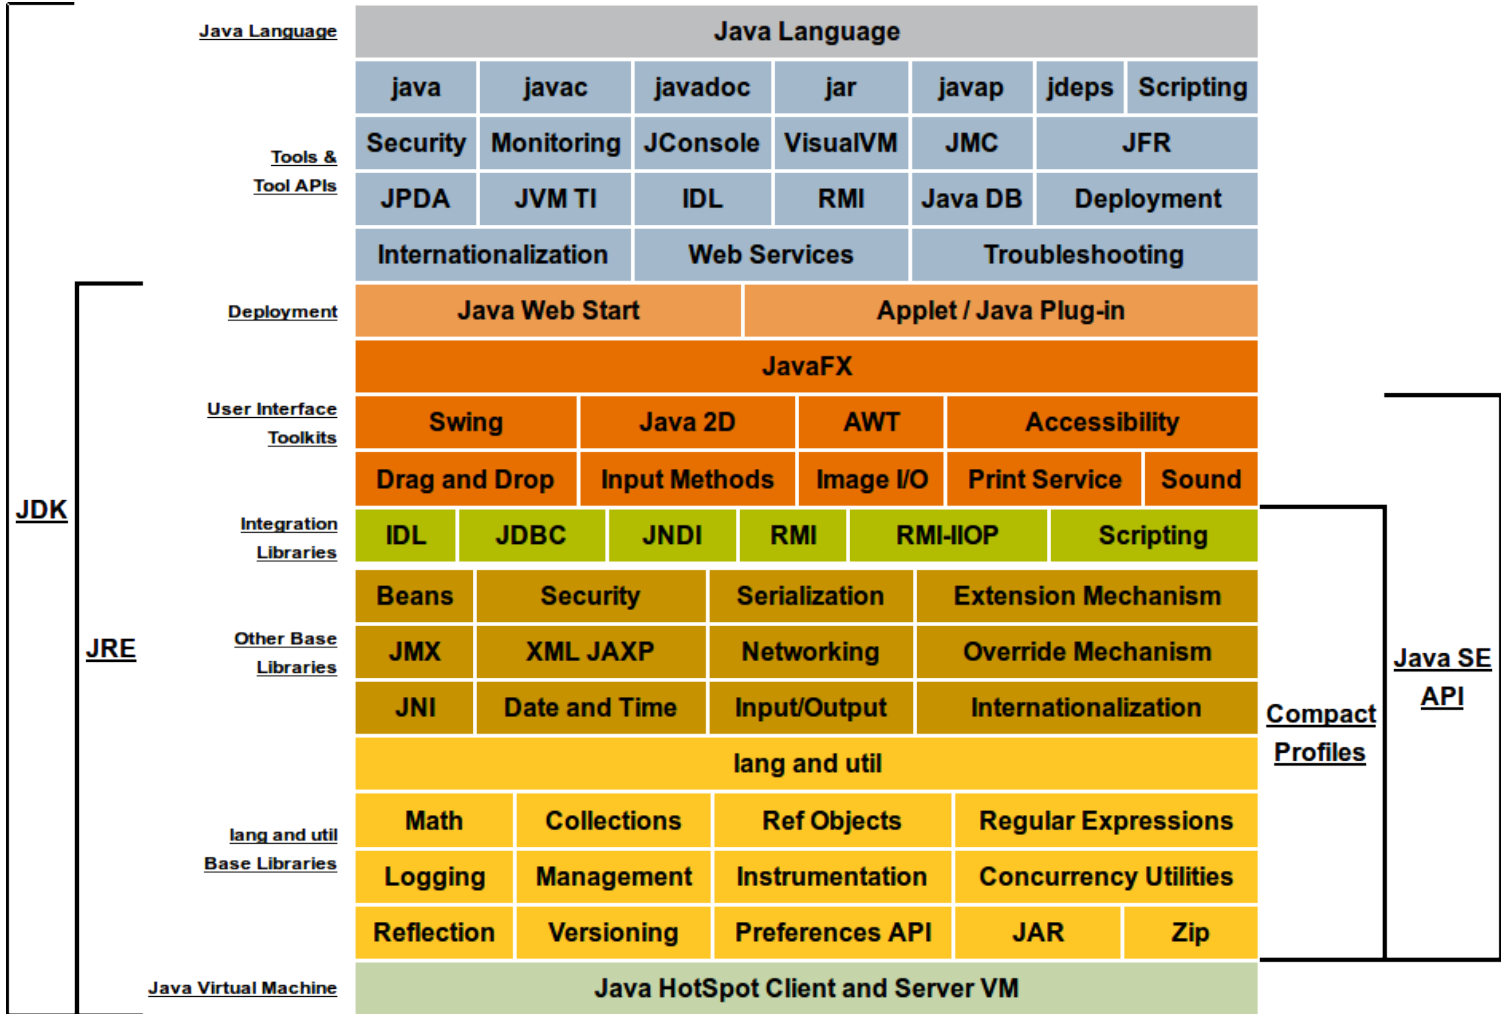 Java Language
Java Language
java javac javadoc jar javap jdeps Scripting
Tools &
Tool APIs
Security Monitoring JConsole VisualVM JMC JFR
JPDA JVM TI IDL RMI Java DB Deployment
Internationalization Web Services Troubleshooting
Deployment
Java Web Start Applet / Java Plug-in
JavaFX
User Interface
Toolkits
Swing Java 2D AWT Accessibility
Drag and Drop Input Methods Image I/O Print Service Sound
JDK
Integration
Libraries
IDL JDBC JNDI RMI RMI-IIOP Scripting
JRE
Other Base
Libraries
Beans Security Serialization Extension Mechanism
JMX XML JAXP Networking Override Mechanism
JNI Date and Time Input/Output Internationalization
Java SE
API
Compact
Profiles
lang and util
lang and util
Base Libraries
Math Collections Ref Objects Regular Expressions
Logging Management Instrumentation Concurrency Utilities
Reflection Versioning Preferences API JAR Zip
Java Virtual Machine
Java HotSpot Client and Server VM